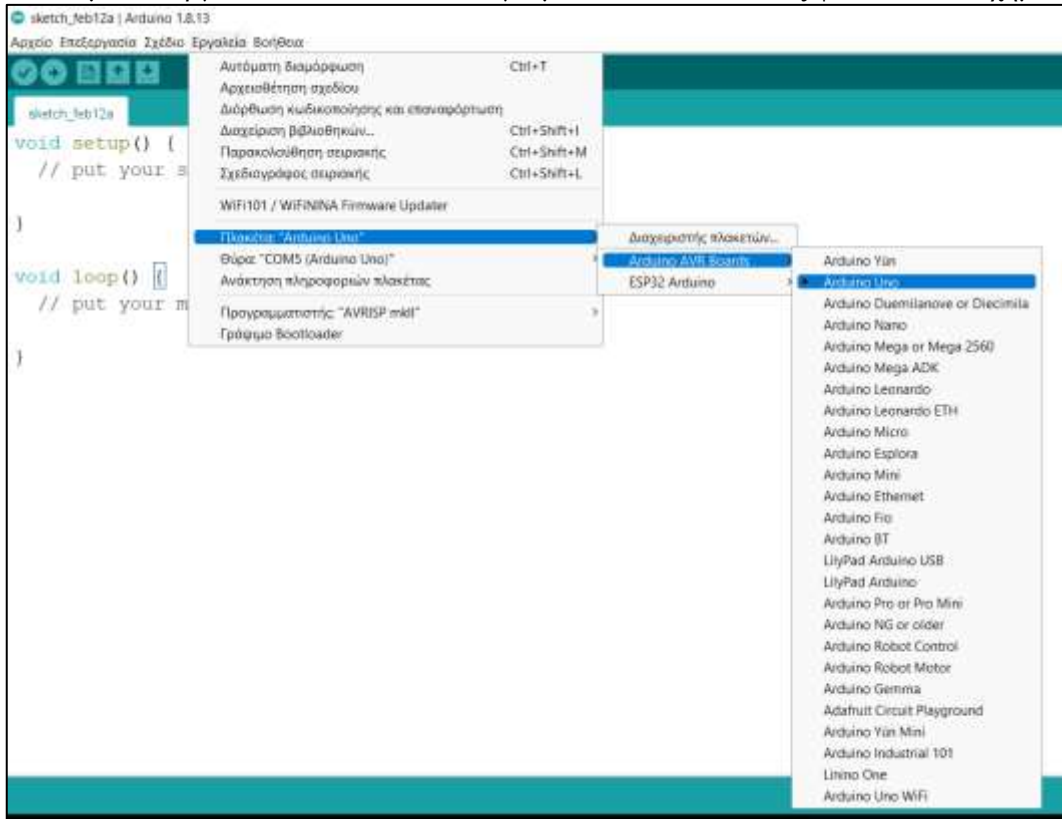 sketch_feb12a | Arduino 1.8.13
Αρχείο Επεξεργασία Σχέδιο Εργαλεία Βοήθεια
sketch_feb12a
void setup() {
// put your s
}
void loop() {
// put your m
}
Αυτόματη διαμόρφωση Ctrl+T
Αρχειοθέτηση σχεδίου
Διόρθωση κωδικοποίησης και επαναφόρτωση
Διαχείριση βιβλιοθηκών... Ctrl+Shift+I
Παρακολούθηση σειριακής Ctrl+Shift+M
Σχεδιογράφος σειριακής Ctrl+Shift+L
WiFi101 / WiFiNINA Firmware Updater
Πλακέτα: "Arduino Uno"
Θύρα: "COM5 (Arduino Uno)"
Ανάκτηση πληροφοριών πλακέτας
Προγραμματιστής: "AVRISP mkII"
Γράψιμο Bootloader
Διαχειριστής πλακετών...
Arduino AVR Boards
ESP32 Arduino
Arduino Yún
Arduino Uno
Arduino Duemilanove or Diecimila
Arduino Nano
Arduino Mega or Mega 2560
Arduino Mega ADK
Arduino Leonardo
Arduino Leonardo ETH
Arduino Micro
Arduino Esplora
Arduino Mini
Arduino Ethernet
Arduino Fio
Arduino BT
LilyPad Arduino USB
LilyPad Arduino
Arduino Pro or Pro Mini
Arduino NG or older
Arduino Robot Control
Arduino Robot Motor
Arduino Gemma
Adafruit Circuit Playground
Arduino Yún Mini
Arduino Industrial 101
Linino One
Arduino Uno WiFi